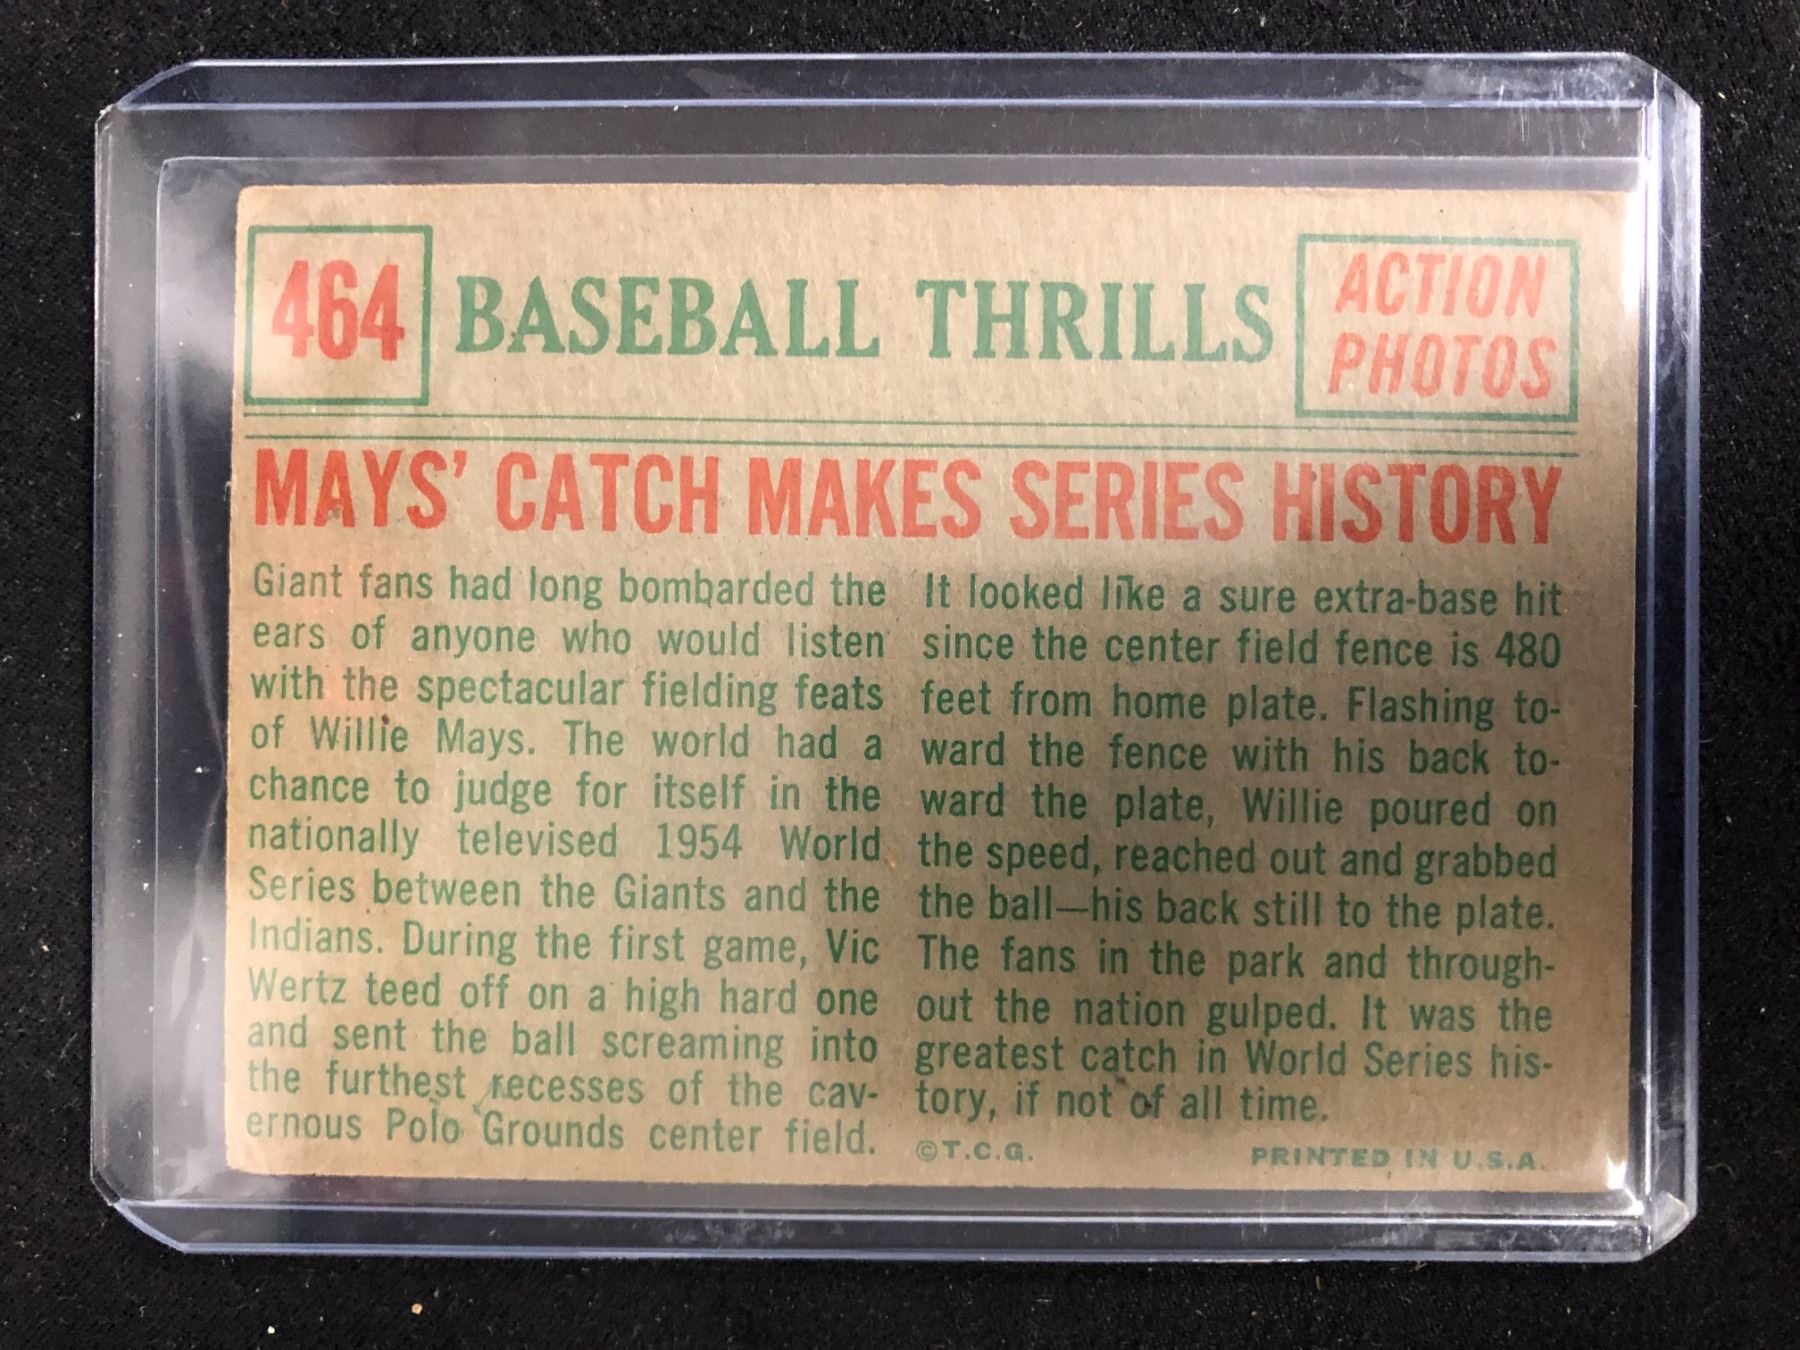 464
BASEBALL THRILLS
ACTION
PHOTOS
MAYS' CATCH MAKES SERIES HISTORY
Giant fans had long bombarded the
ears of anyone who would listen
with the spectacular fielding feats
of Willie Mays. The world had a
chance to judge for itself in the
nationally televised 1954 World
Series between the Giants and the
Indians. During the first game, Vic
Wertz teed off on a high hard one
and sent the ball screaming into
the furthest recesses of the cav-
ernous Polo Grounds center field.
It looked like a sure extra-base hit
since the center field fence is 480
feet from home plate. Flashing to-
ward the fence with his back to-
ward the plate, Willie poured on
the speed, reached out and grabbed
the ball—his back still to the plate.
The fans in the park and through-
out the nation gulped. It was the
greatest catch in World Series his-
tory, if not of all time.
©T.C.G.
PRINTED IN U.S.A.